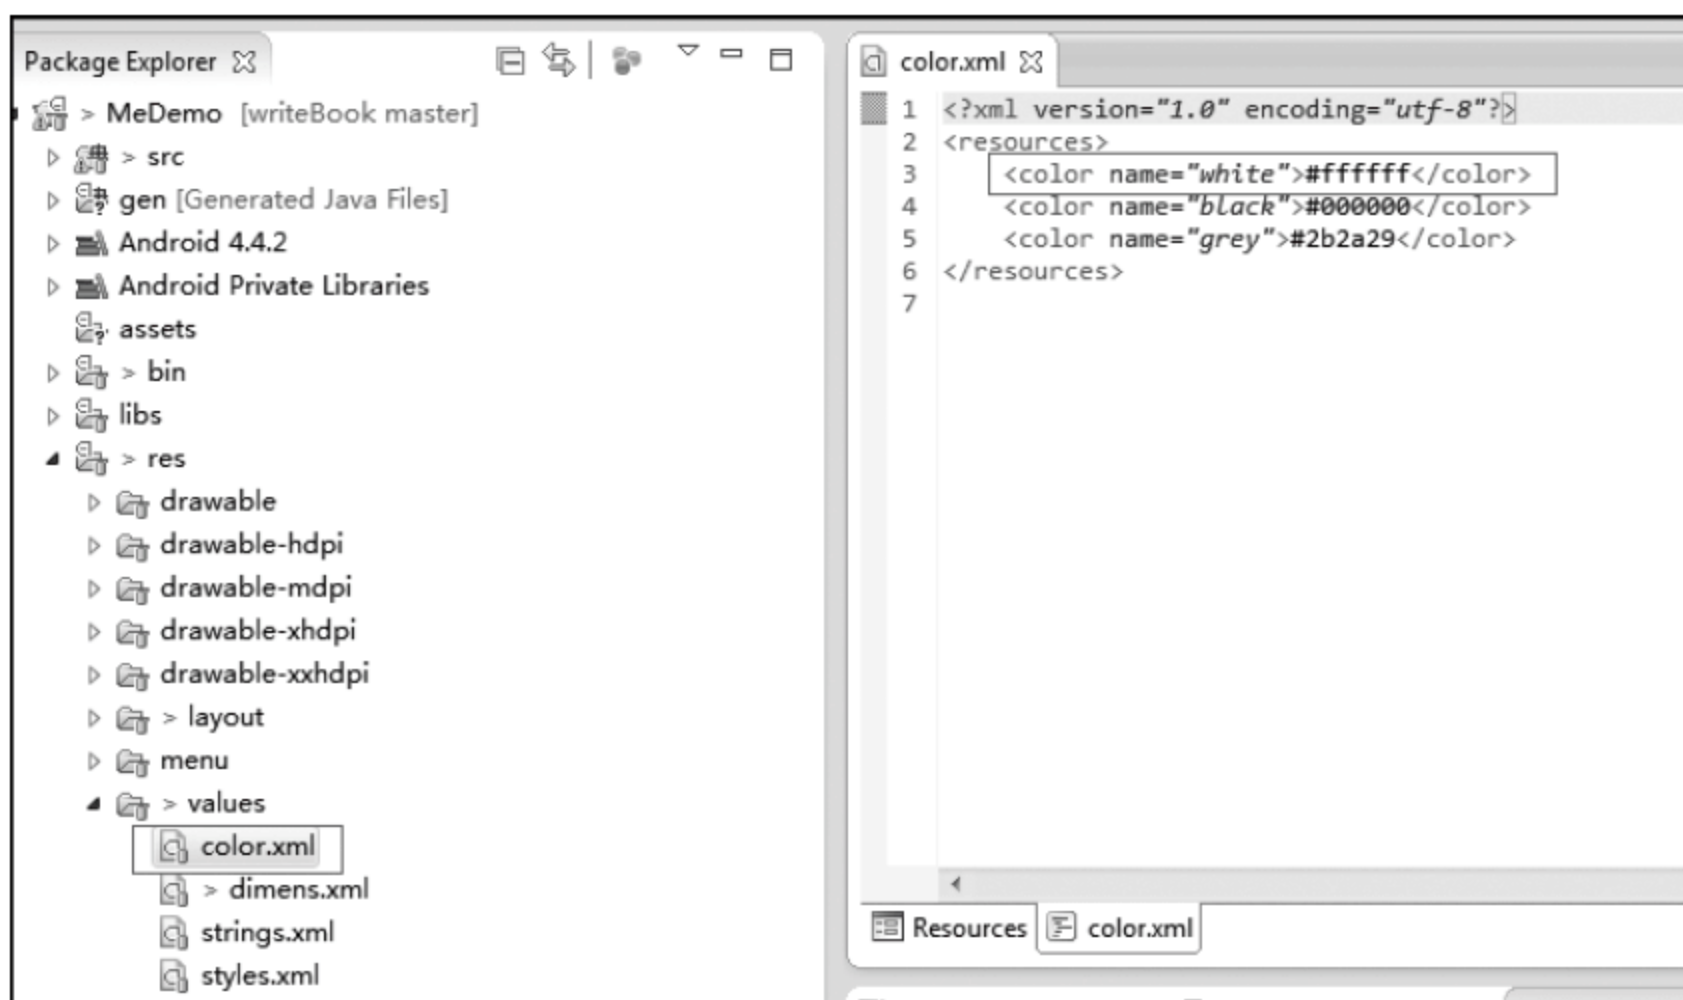 Package Explorer
> MeDemo [writeBook master]
> src
gen [Generated Java Files]
Android 4.4.2
Android Private Libraries
assets
> bin
libs
> res
drawable
drawable-hdpi
drawable-mdpi
drawable-xhdpi
drawable-xxhdpi
> layout
menu
> values
color.xml
> dimens.xml
strings.xml
styles.xml
color.xml
1 <?xml version="1.0" encoding="utf-8"?>
2 <resources>
3 <color name="white">#ffffff</color>
4 <color name="black">#000000</color>
5 <color name="grey">#2b2a29</color>
6 </resources>
7
Resources
color.xml